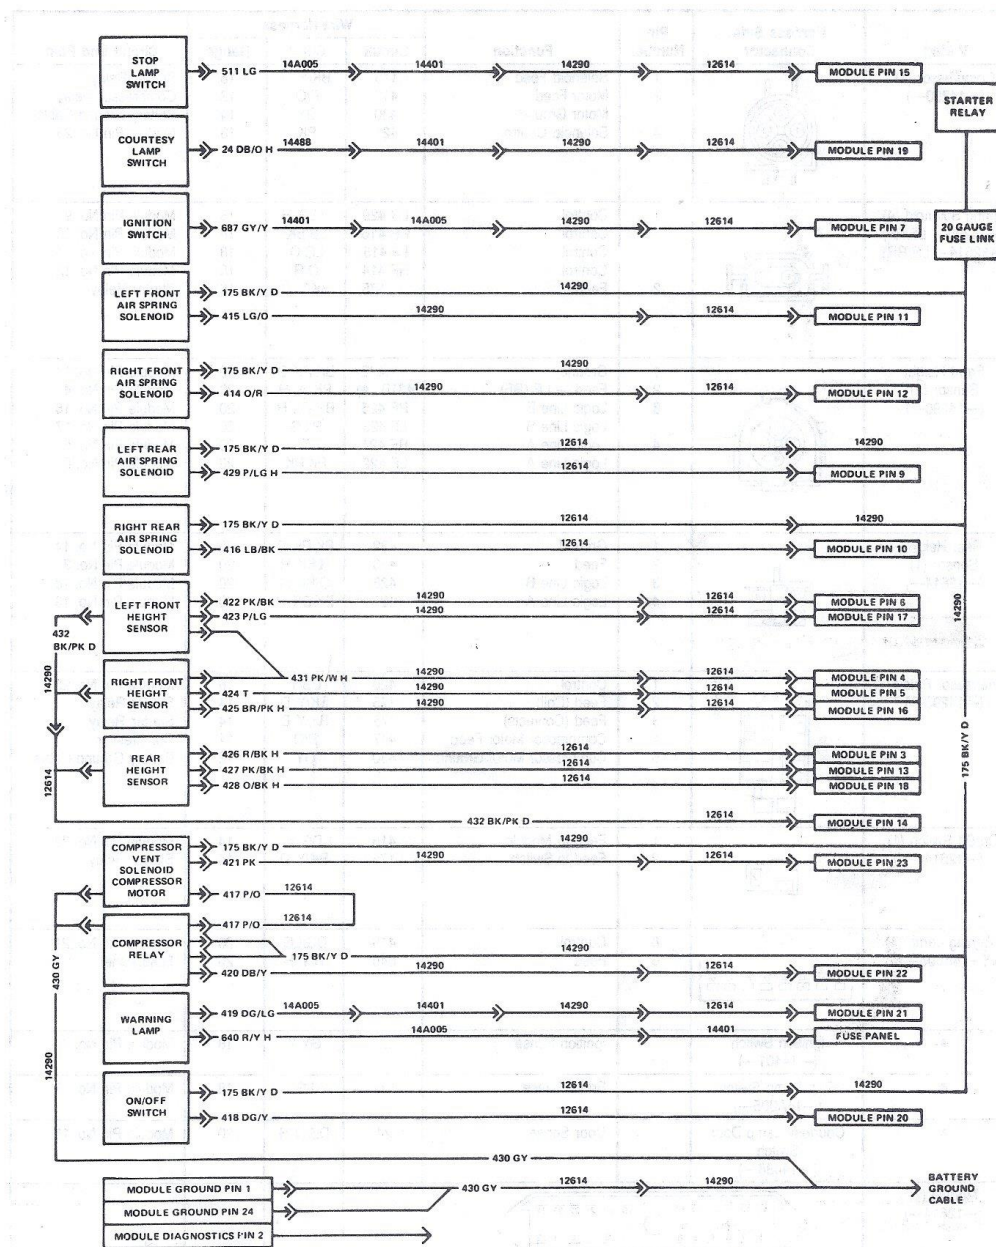 STOP
LAMP
SWITCH
511 LG 14A005 14401 14290 12614 MODULE PIN 15
STARTER
RELAY
COURTESY
LAMP
SWITCH
24 DB/O H 14488 14401 14290 12614 MODULE PIN 19
IGNITION
SWITCH
687 GY/Y 14401 14A005 14290 12614 MODULE PIN 7
20 GAUGE
FUSE LINK
LEFT FRONT
AIR SPRING
SOLENOID
175 BK/Y D 14290
415 LG/O 14290 12614 MODULE PIN 11
RIGHT FRONT
AIR SPRING
SOLENOID
175 BK/Y D 14290
414 O/R 14290 12614 MODULE PIN 12
LEFT REAR
AIR SPRING
SOLENOID
175 BK/Y D 12614 14290
429 P/LG H 12614 MODULE PIN 9
RIGHT REAR
AIR SPRING
SOLENOID
175 BK/Y D 12614 14290
416 LB/BK 12614 MODULE PIN 10
LEFT FRONT
HEIGHT
SENSOR
422 PK/BK 14290 12614 MODULE PIN 6
423 P/LG 14290 12614 MODULE PIN 17
432
BK/PK D
14290
14290
RIGHT FRONT
HEIGHT
SENSOR
431 PK/W H 14290 12614 MODULE PIN 4
424 T 14290 12614 MODULE PIN 5
425 BR/PK H 14290 12614 MODULE PIN 16
175 BK/Y D
REAR
HEIGHT
SENSOR
426 R/BK H 12614 MODULE PIN 3
427 PK/BK H 12614 MODULE PIN 13
428 O/BK H 12614 MODULE PIN 18
12614
432 BK/PK D 12614 MODULE PIN 14
COMPRESSOR
VENT
SOLENOID
COMPRESSOR
MOTOR
175 BK/Y D 14290
421 PK 14290 12614 MODULE PIN 23
417 P/O 12614
COMPRESSOR
RELAY
417 P/O 12614
175 BK/Y D 14290
420 DB/Y 14290 12614 MODULE PIN 22
430 GY
WARNING
LAMP
419 DG/LG 14A005 14401 14290 12614 MODULE PIN 21
640 R/Y H 14A005 14401 FUSE PANEL
14290
ON/OFF
SWITCH
175 BK/Y D 12614 14290
418 DG/Y 12614 MODULE PIN 20
430 GY
MODULE GROUND PIN 1
430 GY 12614 14290
BATTERY
GROUND
CABLE
MODULE GROUND PIN 24
MODULE DIAGNOSTICS PIN 2